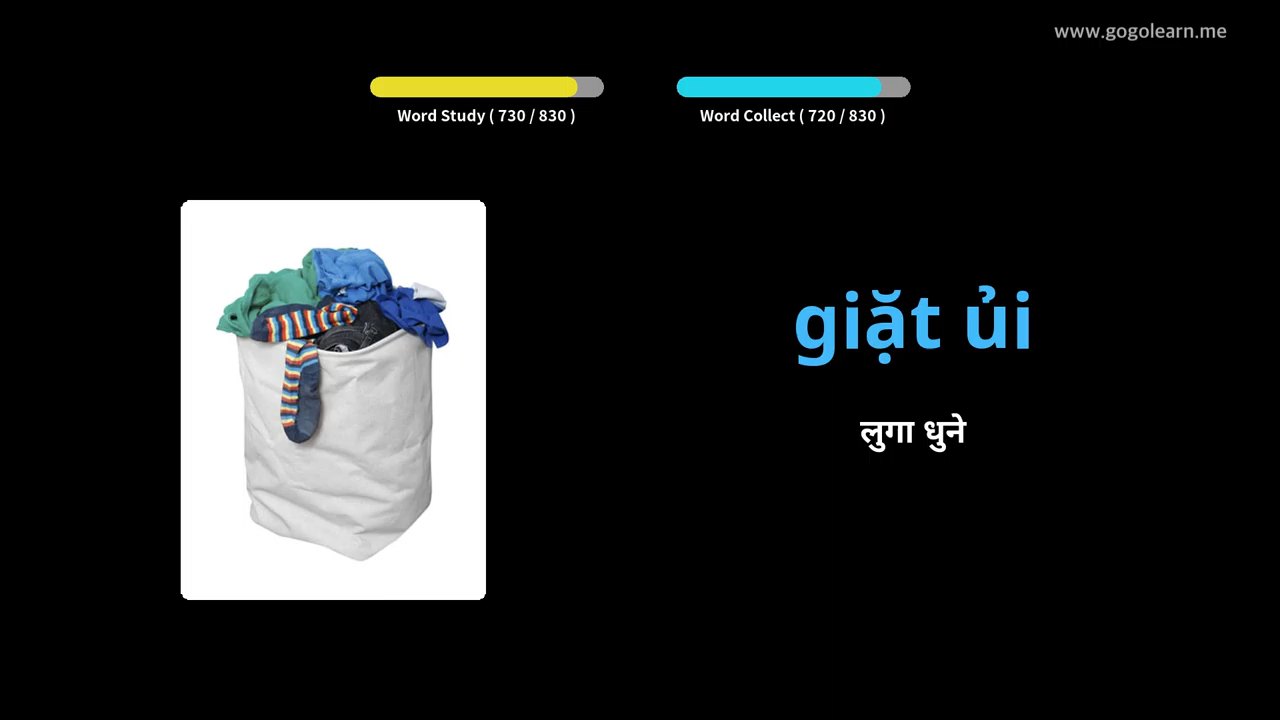 www.gogolearn.me
Word Study ( 730 / 830 )
Word Collect ( 720 / 830 )
giặt ủi
लुगा धुने